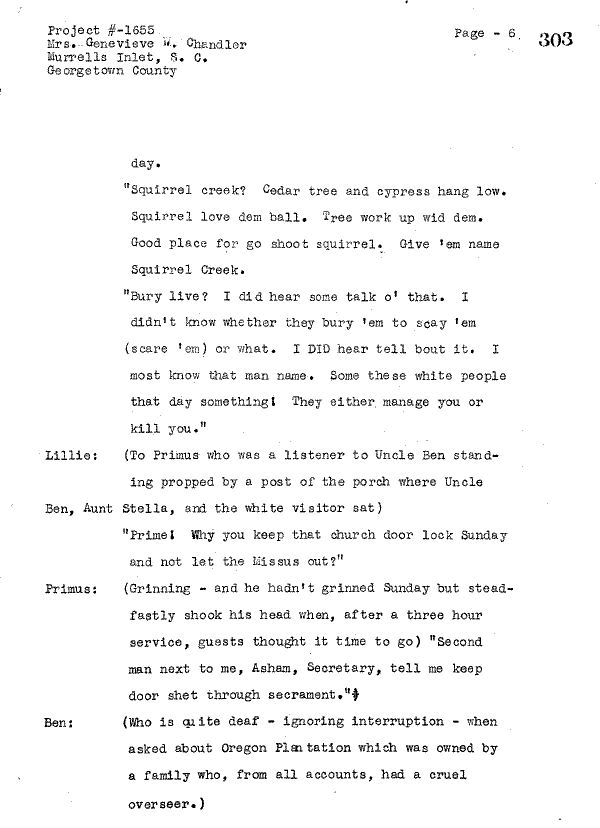 Project #-1655
Mrs. Genevieve W. Chandler
Murrells Inlet, S. C.
Georgetown County
Page - 6.
303
day.
"Squirrel creek? Cedar tree and cypress hang low.
Squirrel love dem ball. Tree work up wid dem.
Good place for go shoot squirrel. Give 'em name
Squirrel Creek.
"Bury live? I did hear some talk o' that. I
didn't know whether they bury 'em to scay 'em
(scare 'em) or what. I DID hear tell bout it. I
most know that man name. Some these white people
that day something! They either manage you or
kill you."
Lillie: (To Primus who was a listener to Uncle Ben stand-
ing propped by a post of the porch where Uncle
Ben, Aunt Stella, and the white visitor sat)
"Prime! Why you keep that church door lock Sunday
and not let the Missus out?"
Primus: (Grinning - and he hadn't grinned Sunday but stead-
fastly shook his head when, after a three hour
service, guests thought it time to go) "Second
man next to me, Asham, Secretary, tell me keep
door shet through secrament."
Ben: (Who is quite deaf - ignoring interruption - when
asked about Oregon Plantation which was owned by
a family who, from all accounts, had a cruel
overseer.)